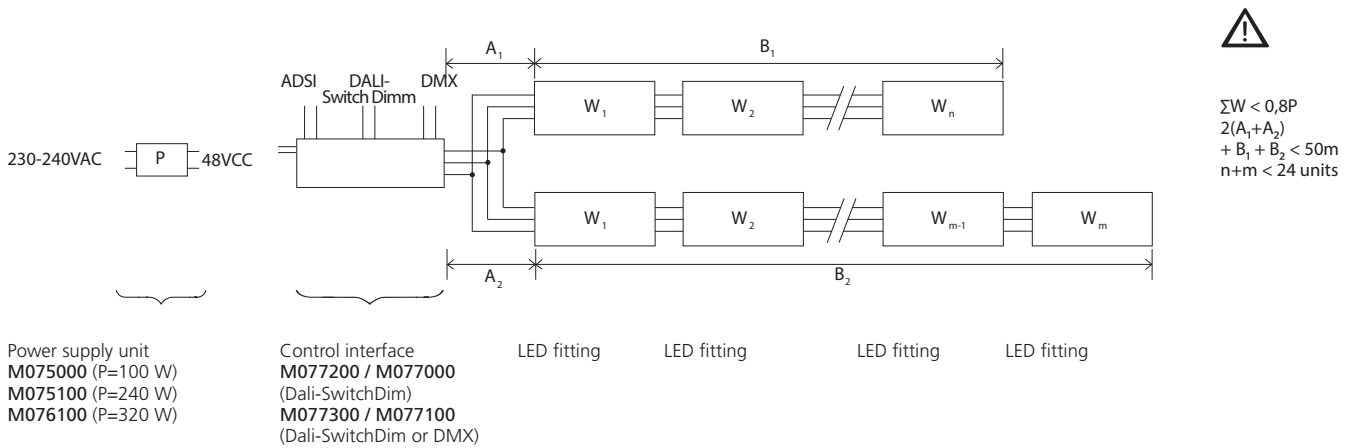 A₁
B₁
ADSI
DALI-
Switch Dimm
DMX
W₁
W₂
Wₙ
∑W < 0,8P
2(A₁+A₂)
+ B₁ + B₂ < 50m
n+m < 24 units
230-240VAC
P
48VCC
W₁
W₂
Wₘ₋₁
Wₘ
A₂
B₂
Power supply unit
M075000 (P=100 W)
M075100 (P=240 W)
M076100 (P=320 W)
Control interface
M077200 / M077000
(Dali-SwitchDim)
M077300 / M077100
(Dali-SwitchDim or DMX)
LED fitting
LED fitting
LED fitting
LED fitting